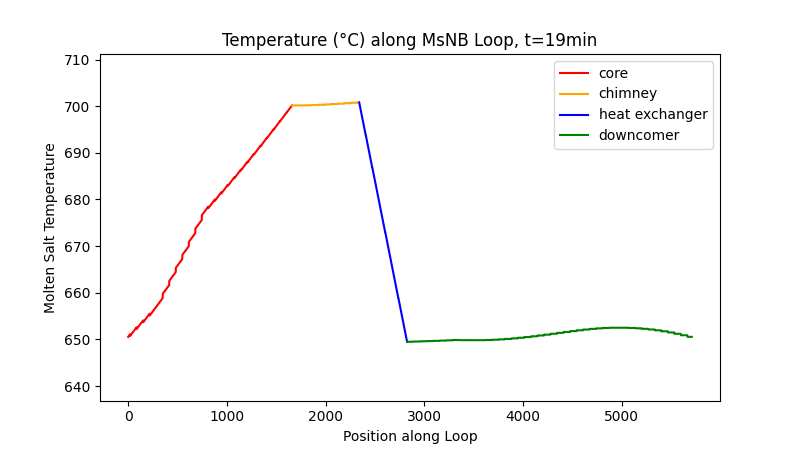 Temperature (°C) along MsNB Loop, t=19min
710
700
690
680
670
660
650
640
Molten Salt Temperature
core
chimney
heat exchanger
downcomer
0
1000
2000
3000
4000
5000
Position along Loop